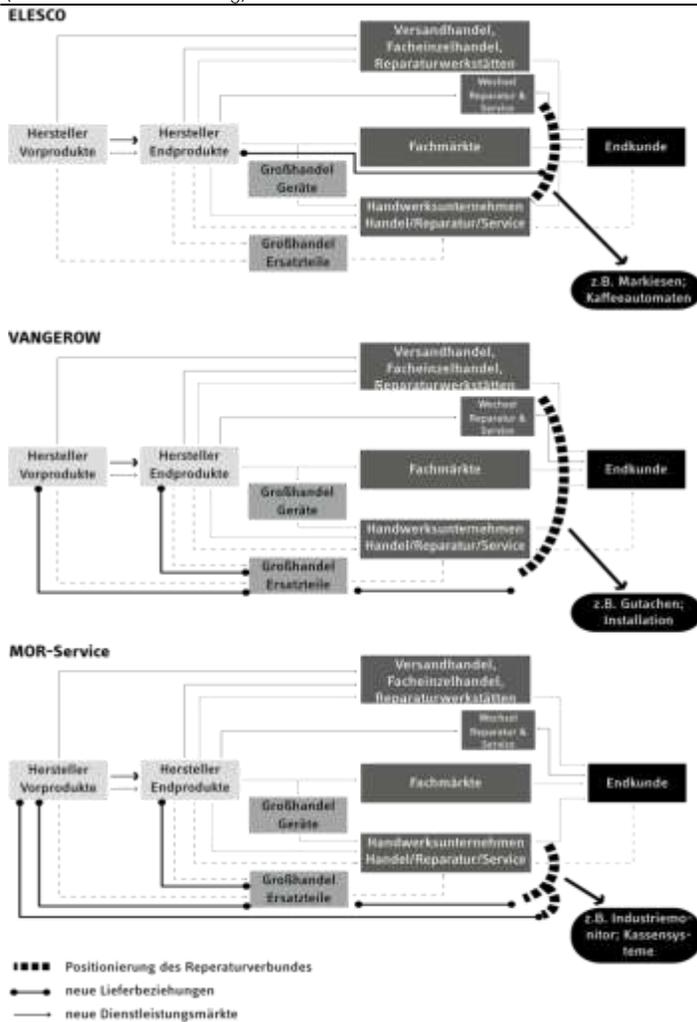 ELESCO
Versandhandel,
Facheinzelhandel,
Reparaturwerkstätten
Wechsel
Reparatur &
Service
Hersteller
Vorprodukte
Hersteller
Endprodukte
Fachmärkte
Endkunde
Großhandel
Geräte
Handwerksunternehmen
Handel/Reparatur/Service
Großhandel
Ersatzteile
z.B. Markiesen;
Kaffeeautomaten
VANGEROW
Versandhandel,
Facheinzelhandel,
Reparaturwerkstätten
Wechsel
Reparatur &
Service
Hersteller
Vorprodukte
Hersteller
Endprodukte
Fachmärkte
Endkunde
Großhandel
Geräte
Handwerksunternehmen
Handel/Reparatur/Service
Großhandel
Ersatzteile
z.B. Gutachen;
Installation
MOR-Service
Versandhandel,
Facheinzelhandel,
Reparaturwerkstätten
Wechsel
Reparatur &
Service
Hersteller
Vorprodukte
Hersteller
Endprodukte
Fachmärkte
Endkunde
Großhandel
Geräte
Handwerksunternehmen
Handel/Reparatur/Service
Großhandel
Ersatzteile
z.B. Industriemo-
nitor; Kassensys-
teme
Positionierung des Reperaturverbundes
neue Lieferbeziehungen
neue Dienstleistungsmärkte